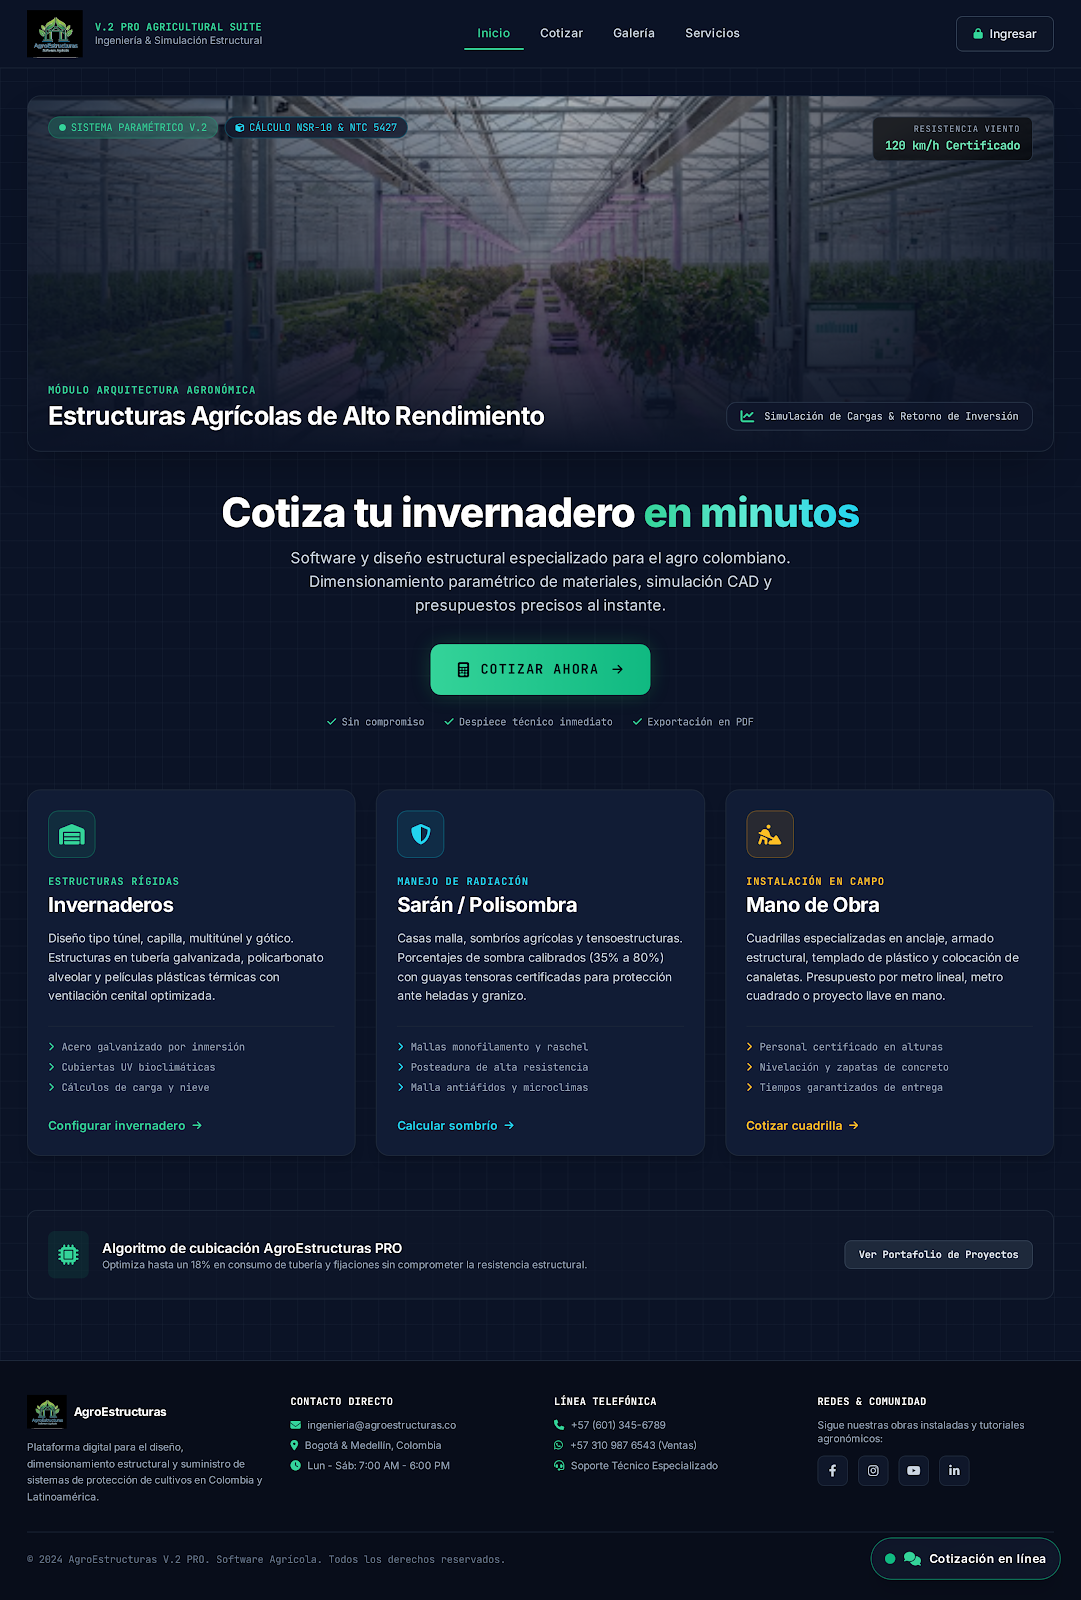 AgroEstructuras
V.2 PRO AGRICULTURAL SUITE
Ingeniería & Simulación Estructural
Inicio
Cotizar
Galería
Servicios
Ingresar
SISTEMA PARAMÉTRICO V.2
CÁLCULO NSR-10 & NTC 5427
RESISTENCIA VIENTO
120 km/h Certificado
MÓDULO ARQUITECTURA AGRONÓMICA
Estructuras Agrícolas de Alto Rendimiento
Simulación de Cargas & Retorno de Inversión
Cotiza tu invernadero en minutos
Software y diseño estructural especializado para el agro colombiano.
Dimensionamiento paramétrico de materiales, simulación CAD y
presupuestos precisos al instante.
COTIZAR AHORA
Sin compromiso
Despiece técnico inmediato
Exportación en PDF
ESTRUCTURAS RÍGIDAS
Invernaderos
Diseño tipo túnel, capilla, multitúnel y gótico.
Estructuras en tubería galvanizada, policarbonato
alveolar y películas plásticas térmicas con
ventilación cenital optimizada.
Acero galvanizado por inmersión
Cubiertas UV bioclimáticas
Cálculos de carga y nieve
Configurar invernadero
MANEJO DE RADIACIÓN
Sarán / Polisombra
Casas malla, sombríos agrícolas y tensoestructuras.
Porcentajes de sombra calibrados (35% a 80%)
con guayas tensoras certificadas para protección
ante heladas y granizo.
Mallas monofilamento y raschel
Posteadura de alta resistencia
Malla antiáfidos y microclimas
Calcular sombrío
INSTALACIÓN EN CAMPO
Mano de Obra
Cuadrillas especializadas en anclaje, armado
estructural, templado de plástico y colocación de
canaletas. Presupuesto por metro lineal, metro
cuadrado o proyecto llave en mano.
Personal certificado en alturas
Nivelación y zapatas de concreto
Tiempos garantizados de entrega
Cotizar cuadrilla
Algoritmo de cubicación AgroEstructuras PRO
Optimiza hasta un 18% en consumo de tubería y fijaciones sin comprometer la resistencia estructural.
Ver Portafolio de Proyectos
AgroEstructuras
Plataforma digital para el diseño,
dimensionamiento estructural y suministro de
sistemas de protección de cultivos en Colombia y
Latinoamérica.
CONTACTO DIRECTO
ingenieria@agroestructuras.co
Bogotá & Medellín, Colombia
Lun - Sáb: 7:00 AM - 6:00 PM
LÍNEA TELEFÓNICA
+57 (601) 345-6789
+57 310 987 6543 (Ventas)
Soporte Técnico Especializado
REDES & COMUNIDAD
Sigue nuestras obras instaladas y tutoriales
agronómicos:
© 2024 AgroEstructuras V.2 PRO. Software Agrícola. Todos los derechos reservados.
Cotización en línea